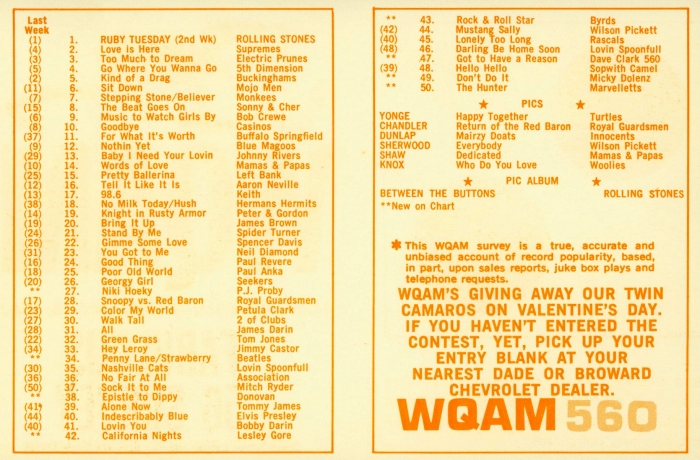 Last
Week
(1) 1. RUBY TUESDAY (2nd Wk) ROLLING STONES
(4) 2. Love is Here Supremes
(3) 3. Too Much to Dream Electric Prunes
(5) 4. Go Where You Wanna Go 5th Dimension
(2) 5. Kind of a Drag Buckinghams
(11) 6. Sit Down Mojo Men
(7) 7. Stepping Stone/Believer Monkees
(15) 8. The Beat Goes On Sonny & Cher
(6) 9. Music to Watch Girls By Bob Crewe
(8) 10. Goodbye Casinos
(37) 11. For What It's Worth Buffalo Springfield
(9) 12. Nothin Yet Blue Magoos
(29) 13. Baby I Need Your Lovin Johnny Rivers
(10) 14. Words of Love Mamas & Papas
(25) 15. Pretty Ballerina Left Bank
(12) 16. Tell It Like It Is Aaron Neville
(13) 17. 98.6 Keith
(38) 18. No Milk Today/Hush Hermans Hermits
(14) 19. Knight in Rusty Armor Peter & Gordon
(19) 20. Bring It Up James Brown
(24) 21. Stand By Me Spider Turner
(26) 22. Gimme Some Love Spencer Davis
(31) 23. You Got to Me Neil Diamond
(16) 24. Good Thing Paul Revere
(18) 25. Poor Old World Paul Anka
(20) 26. Georgy Girl Seekers
** 27. Niki Hoeky P.J. Proby
(17) 28. Snoopy vs. Red Baron Royal Guardsmen
(23) 29. Color My World Petula Clark
(27) 30. Walk Tall 2 of Clubs
(28) 31. All James Darin
(22) 32. Green Grass Tom Jones
(34) 33. Hey Leroy Jimmy Castor
** 34. Penny Lane/Strawberry Beatles
(30) 35. Nashville Cats Lovin Spoonfull
(36) 36. No Fair At All Association
(50) 37. Sock It to Me Mitch Ryder
** 38. Epistle to Dippy Donovan
(41) 39. Alone Now Tommy James
(44) 40. Indescribably Blue Elvis Presley
(40) 41. Lovin You Bobby Darin
** 42. California Nights Lesley Gore
** 43. Rock & Roll Star Byrds
(42) 44. Mustang Sally Wilson Pickett
(40) 45. Lonely Too Long Rascals
(48) 46. Darling Be Home Soon Lovin Spoonfull
** 47. Got to Have a Reason Dave Clark 560
(39) 48. Hello Hello Sopwith Camel
** 49. Don't Do It Micky Dolenz
** 50. The Hunter Marvelletts
★ PICS ★
YONGE Happy Together Turtles
CHANDLER Return of the Red Baron Royal Guardsmen
DUNLAP Mairzy Doats Innocents
SHERWOOD Everybody Wilson Pickett
SHAW Dedicated Mamas & Papas
KNOX Who Do You Love Woolies
★ PIC ALBUM ★
BETWEEN THE BUTTONS ROLLING STONES
**New on Chart
* This WQAM survey is a true, accurate and
unbiased account of record popularity, based,
in part, upon sales reports, juke box plays and
telephone requests.
WQAM'S GIVING AWAY OUR TWIN
CAMAROS ON VALENTINE'S DAY.
IF YOU HAVEN'T ENTERED THE
CONTEST, YET, PICK UP YOUR
ENTRY BLANK AT YOUR
NEAREST DADE OR BROWARD
CHEVROLET DEALER.
WQAM 560